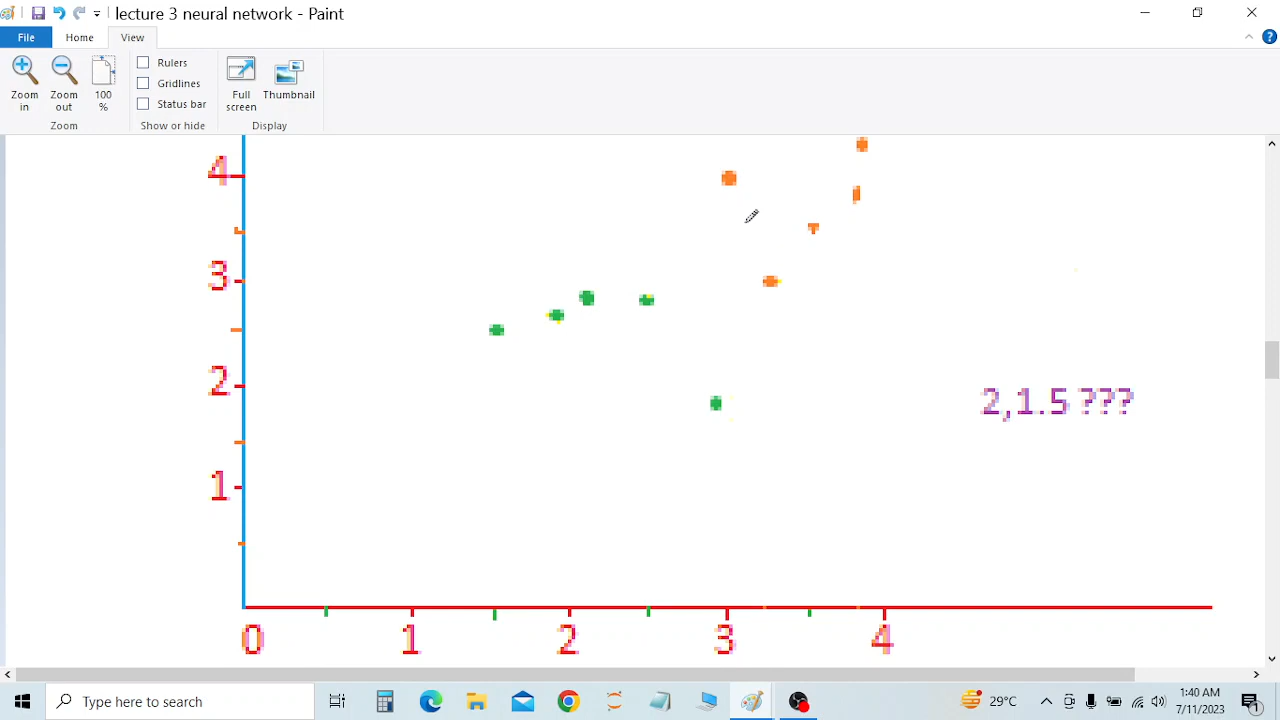 lecture 3 neural network - Paint
File Home View
Zoom in
Zoom out
100 %
Rulers
Gridlines
Status bar
Full screen
Thumbnail
Zoom
Show or hide
Display
4
3
2
1
2,1.5???
0 1 2 3 4
Type here to search
29°C
1:40 AM
7/11/2023
1